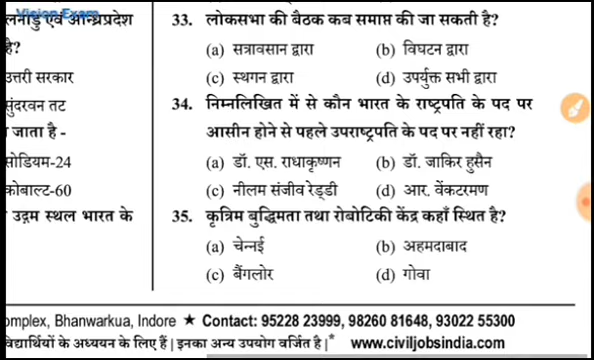 Vision Exam
लनाडु एवं आन्ध्रप्रदेश
है?
उत्तरी सरकार
सुंदरवन तट
जाता है -
सोडियम-24
कोबाल्ट-60
उद्गम स्थल भारत के
33. लोकसभा की बैठक कब समाप्त की जा सकती है?
(a) सत्रावसान द्वारा (b) विघटन द्वारा
(c) स्थगन द्वारा (d) उपर्युक्त सभी द्वारा
34. निम्नलिखित में से कौन भारत के राष्ट्रपति के पद पर
आसीन होने से पहले उपराष्ट्रपति के पद पर नहीं रहा?
(a) डॉ. एस. राधाकृष्णन (b) डॉ. जाकिर हुसैन
(c) नीलम संजीव रेड्डी (d) आर. वेंकटरमण
35. कृत्रिम बुद्धिमता तथा रोबोटिकी केंद्र कहाँ स्थित है?
(a) चेन्नई (b) अहमदाबाद
(c) बैंगलोर (d) गोवा
omplex, Bhanwarkua, Indore ★ Contact: 95228 23999, 98260 81648, 93022 55300
विद्यार्थियों के अध्ययन के लिए हैं | इनका अन्य उपयोग वर्जित है |* www.civiljobsindia.com